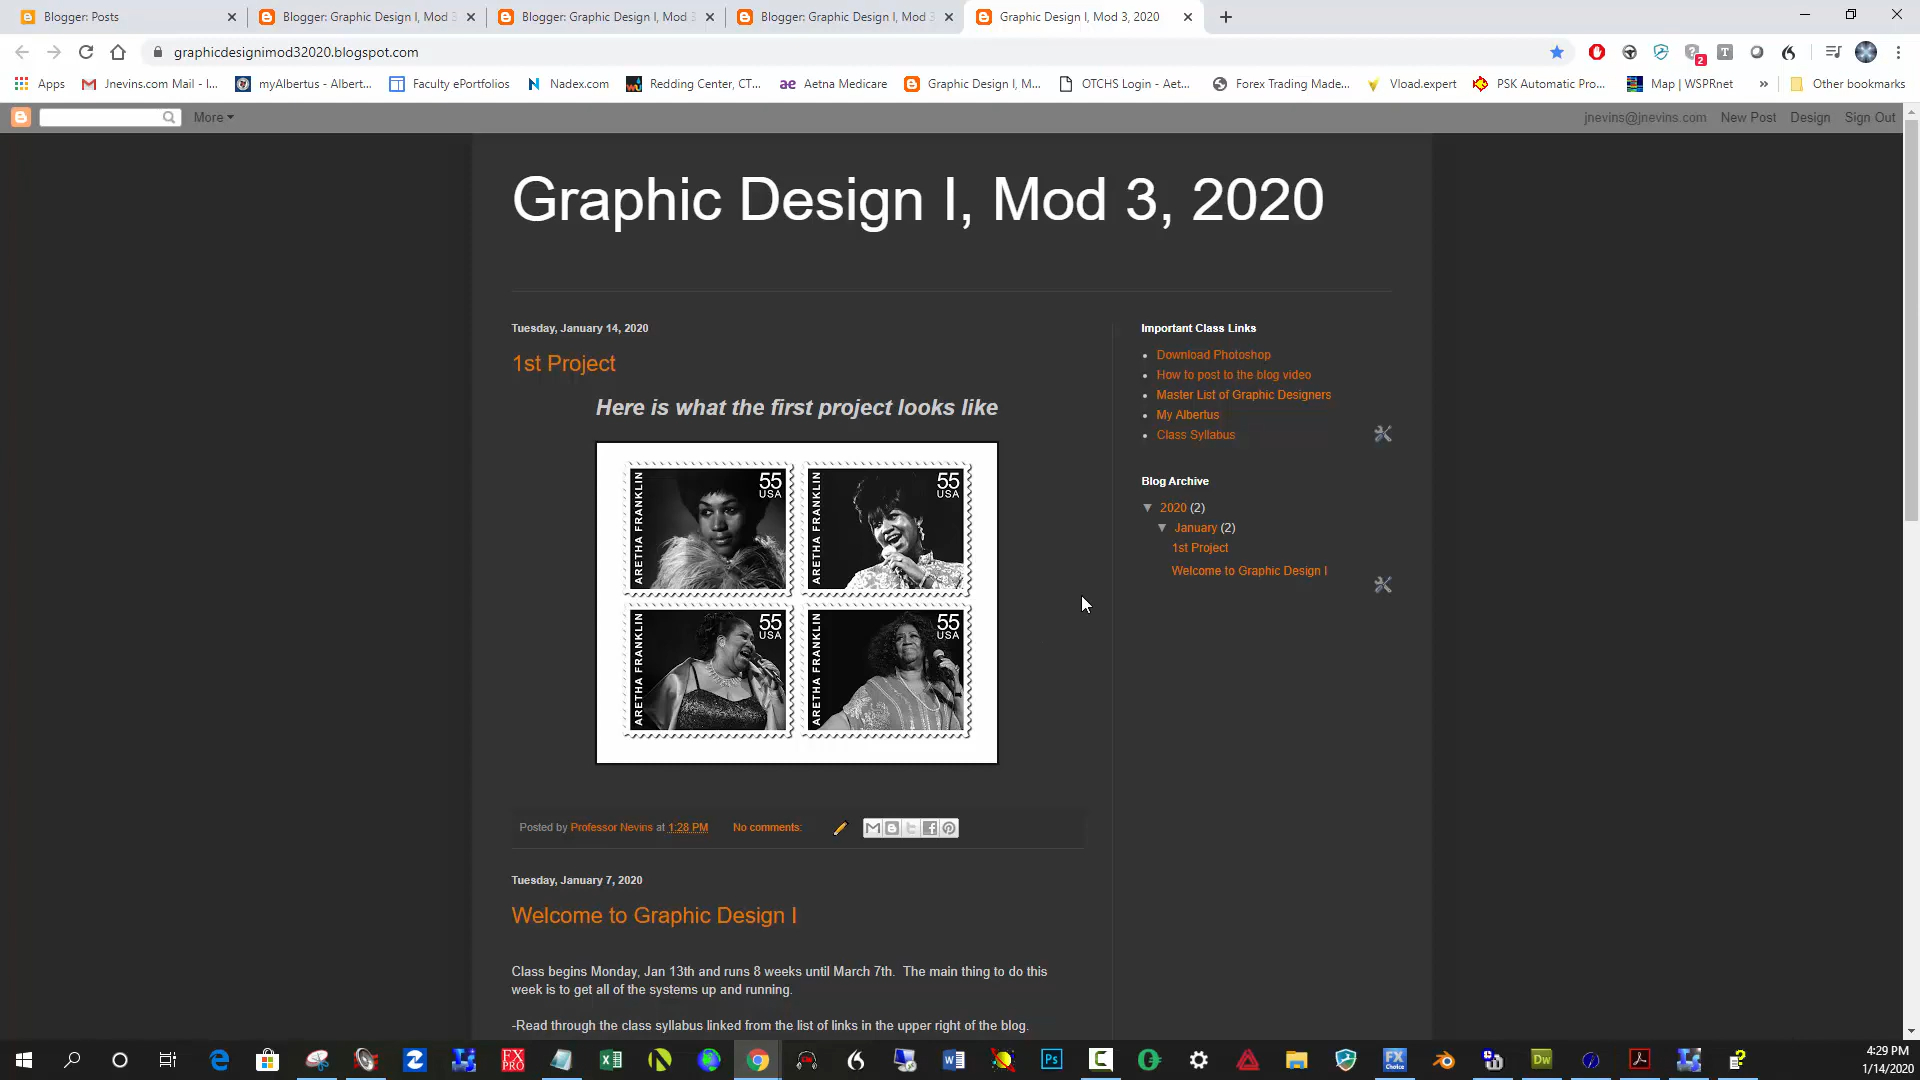 Blogger: Posts
Blogger: Graphic Design I, Mod 3
Blogger: Graphic Design I, Mod 3
Blogger: Graphic Design I, Mod 3
Graphic Design I, Mod 3, 2020
graphicdesignimod32020.blogspot.com
Apps
Jnevins.com Mail - I...
myAlbertus - Albert...
Faculty ePortfolios
Nadex.com
Redding Center, CT...
Aetna Medicare
Graphic Design I, M...
OTCHS Login - Aet...
Forex Trading Made...
Vload.expert
PSK Automatic Pro...
Map | WSPRnet
Other bookmarks
More
jnevins@jnevins.com
New Post
Design
Sign Out
Graphic Design I, Mod 3, 2020
Tuesday, January 14, 2020
1st Project
Here is what the first project looks like
ARETHA FRANKLIN
55
USA
ARETHA FRANKLIN
55
USA
ARETHA FRANKLIN
55
USA
ARETHA FRANKLIN
55
USA
Posted by Professor Nevins at 1:28 PM
No comments:
Tuesday, January 7, 2020
Welcome to Graphic Design I
Class begins Monday, Jan 13th and runs 8 weeks until March 7th.  The main thing to do this
week is to get all of the systems up and running.
-Read through the class syllabus linked from the list of links in the upper right of the blog.
Important Class Links
Download Photoshop
How to post to the blog video
Master List of Graphic Designers
My Albertus
Class Syllabus
Blog Archive
2020 (2)
January (2)
1st Project
Welcome to Graphic Design I
FX
PRO
Ps
FX
Choice
Dw
4:29 PM
1/14/2020